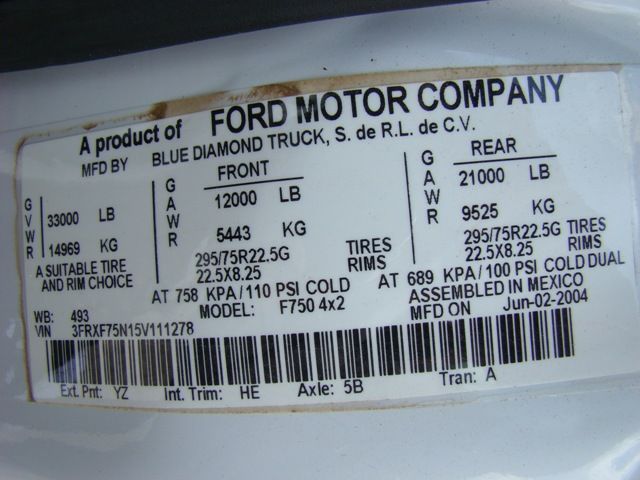 A product of FORD MOTOR COMPANY
MFD BY BLUE DIAMOND TRUCK, S. de R.L. de C.V.
GVWR 33000 LB
14969 KG
FRONT
GAWR 12000 LB
5443 KG
REAR
GAWR 21000 LB
9525 KG
A SUITABLE TIRE
AND RIM CHOICE
295/75R22.5G TIRES
22.5X8.25 RIMS
295/75R22.5G TIRES
22.5X8.25 RIMS
AT 758 KPA/110 PSI COLD
AT 689 KPA/100 PSI COLD DUAL
MODEL: F750 4x2
ASSEMBLED IN MEXICO
WB: 493
MFD ON Jun-02-2004
VIN 3FRXF75N15V111278
Ext. Pnt: YZ Int. Trim: HE Axle: 5B Tran: A